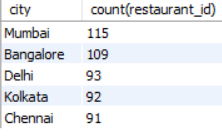 city count(restaurant_id)
Mumbai 115
Bangalore 109
Delhi 93
Kolkata 92
Chennai 91